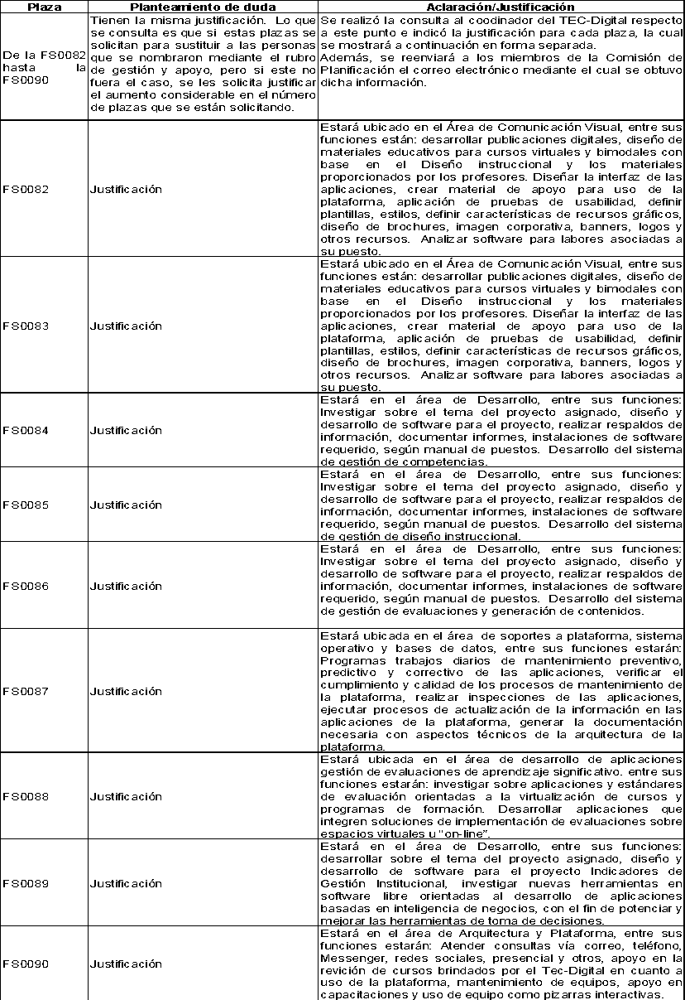 Plaza Planteamiento de duda Aclaración/Justificación
De la FS0082
hasta la
FS0090
Tienen la misma justificación. Lo que
se consulta es que si estas plazas se
solicitan para sustituir a las personas
que se nombraron mediante el rubro
de gestión y apoyo, pero si este no
fuera el caso, se les solicita justificar
el aumento considerable en el número
de plazas que se están solicitando.
Se realizó la consulta al coodinador del TEC-Digital respecto
a este punto e indicó la justificación para cada plaza, la cual
se mostrará a continuación en forma separada.
Además, se reenviará a los miembros de la Comisión de
Planificación el correo electrónico mediante el cual se obtuvo
dicha información.
FS0082
Justificación
Estará ubicado en el Área de Comunicación Visual, entre sus
funciones están: desarrollar publicaciones digitales, diseño de
materiales educativos para cursos virtuales y bimodales con
base en el Diseño instruccional y los materiales
proporcionados por los profesores. Diseñar la interfaz de las
aplicaciones, crear material de apoyo para uso de la
plataforma, aplicación de pruebas de usabilidad, definir
plantillas, estilos, definir características de recursos gráficos,
diseño de brochures, imagen corporativa, banners, logos y
otros recursos. Analizar software para labores asociadas a
su puesto.
FS0083
Justificación
Estará ubicado en el Área de Comunicación Visual, entre sus
funciones están: desarrollar publicaciones digitales, diseño de
materiales educativos para cursos virtuales y bimodales con
base en el Diseño instruccional y los materiales
proporcionados por los profesores. Diseñar la interfaz de las
aplicaciones, crear material de apoyo para uso de la
plataforma, aplicación de pruebas de usabilidad, definir
plantillas, estilos, definir características de recursos gráficos,
diseño de brochures, imagen corporativa, banners, logos y
otros recursos. Analizar software para labores asociadas a
su puesto.
FS0084
Justificación
Estará en el área de Desarrollo, entre sus funciones:
Investigar sobre el tema del proyecto asignado, diseño y
desarrollo de software para el proyecto, realizar respaldos de
información, documentar informes, instalaciones de software
requerido, según manual de puestos. Desarrollo del sistema
de gestión de competencias.
FS0085
Justificación
Estará en el área de Desarrollo, entre sus funciones:
Investigar sobre el tema del proyecto asignado, diseño y
desarrollo de software para el proyecto, realizar respaldos de
información, documentar informes, instalaciones de software
requerido, según manual de puestos. Desarrollo del sistema
de gestión de diseño instruccional.
FS0086
Justificación
Estará en el área de Desarrollo, entre sus funciones:
Investigar sobre el tema del proyecto asignado, diseño y
desarrollo de software para el proyecto, realizar respaldos de
información, documentar informes, instalaciones de software
requerido, según manual de puestos. Desarrollo del sistema
de gestión de evaluaciones y generación de contenidos.
FS0087
Justificación
Estará ubicada en el área de soportes a plataforma, sistema
operativo y bases de datos, entre sus funciones estarán:
Programas trabajos diarios de mantenimiento preventivo,
predictivo y correctivo de las aplicaciones, verificar el
cumplimiento y calidad de los procesos de mantenimiento de
la plataforma, realizar inspecciones de las aplicaciones,
ejecutar procesos de actualización de la información en las
aplicaciones de la plataforma, generar la documentación
necesaria con aspectos técnicos de la arquitectura de la
plataforma.
FS0088
Justificación
Estará ubicada en el área de desarrollo de aplicaciones
gestión de evaluaciones de aprendizaje significativo. entre sus
funciones estarán: investigar sobre aplicaciones y estándares
de evaluación orientadas a la virtualización de cursos y
programas de formación. Desarrollar aplicaciones que
integren soluciones de implementación de evaluaciones sobre
espacios virtuales u "on-line".
FS0089
Justificación
Estará en el área de Desarrollo, entre sus funciones:
desarrollar sobre el tema del proyecto asignado, diseño y
desarrollo de software para el proyecto Indicadores de
Gestión Institucional, investigar nuevas herramientas en
software libre orientadas al desarrollo de aplicaciones
basadas en inteligencia de negocios, con el fin de potenciar y
mejorar las herramientas de toma de decisiones.
FS0090
Justificación
Estará en el área de Arquitectura y Plataforma, entre sus
funciones estarán: Atender consultas vía correo, teléfono,
Messenger, redes sociales, presencial y otros, apoyo en la
revición de cursos brindados por el Tec-Digital en cuanto a
uso de la plataforma, mantenimiento de equipos, apoyo en
capacitaciones y uso de equipo como pizarras interactivas.